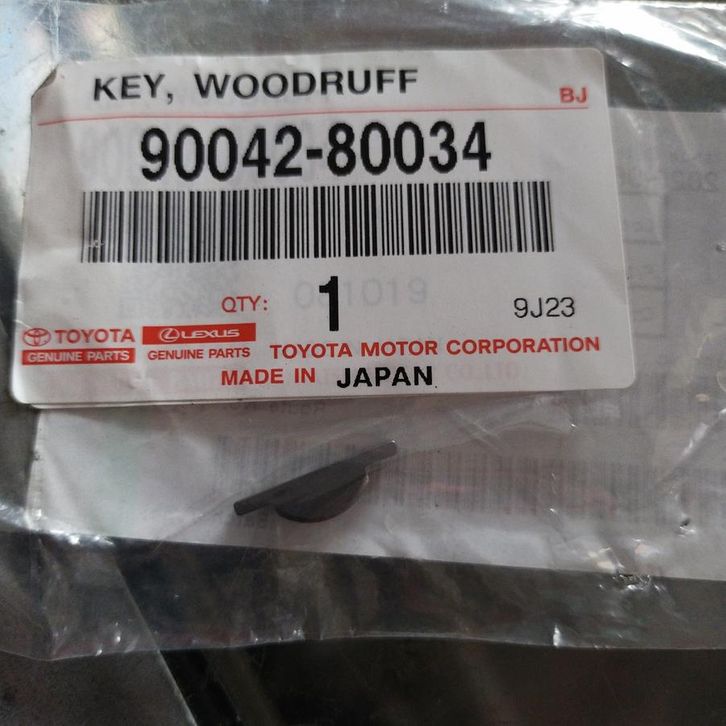 KEY, WOODRUFF
BJ
90042-80034
QTY: 1
081019
9J23
TOYOTA
GENUINE PARTS
LEXUS
GENUINE PARTS
TOYOTA MOTOR CORPORATION
MADE IN JAPAN